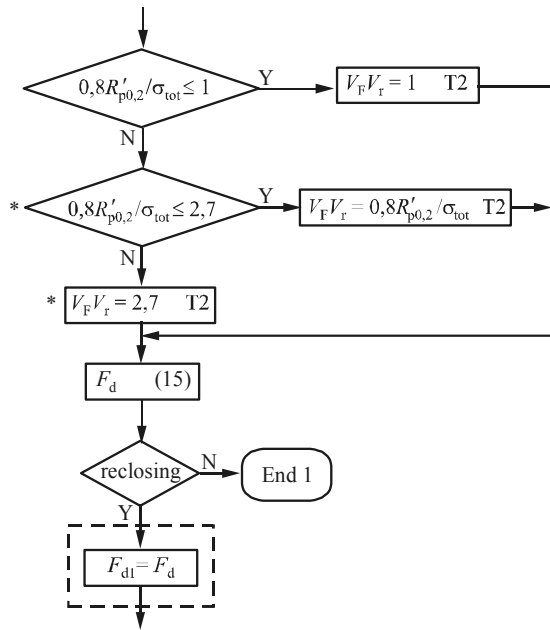 0,8R′p0,2/σtot ≤ 1
Y
VFVr = 1 T2
N
* 0,8R′p0,2/σtot ≤ 2,7
Y
VFVr = 0,8R′p0,2/σtot T2
N
* VFVr = 2,7 T2
Fd (15)
reclosing
N
End 1
Y
Fd1 = Fd